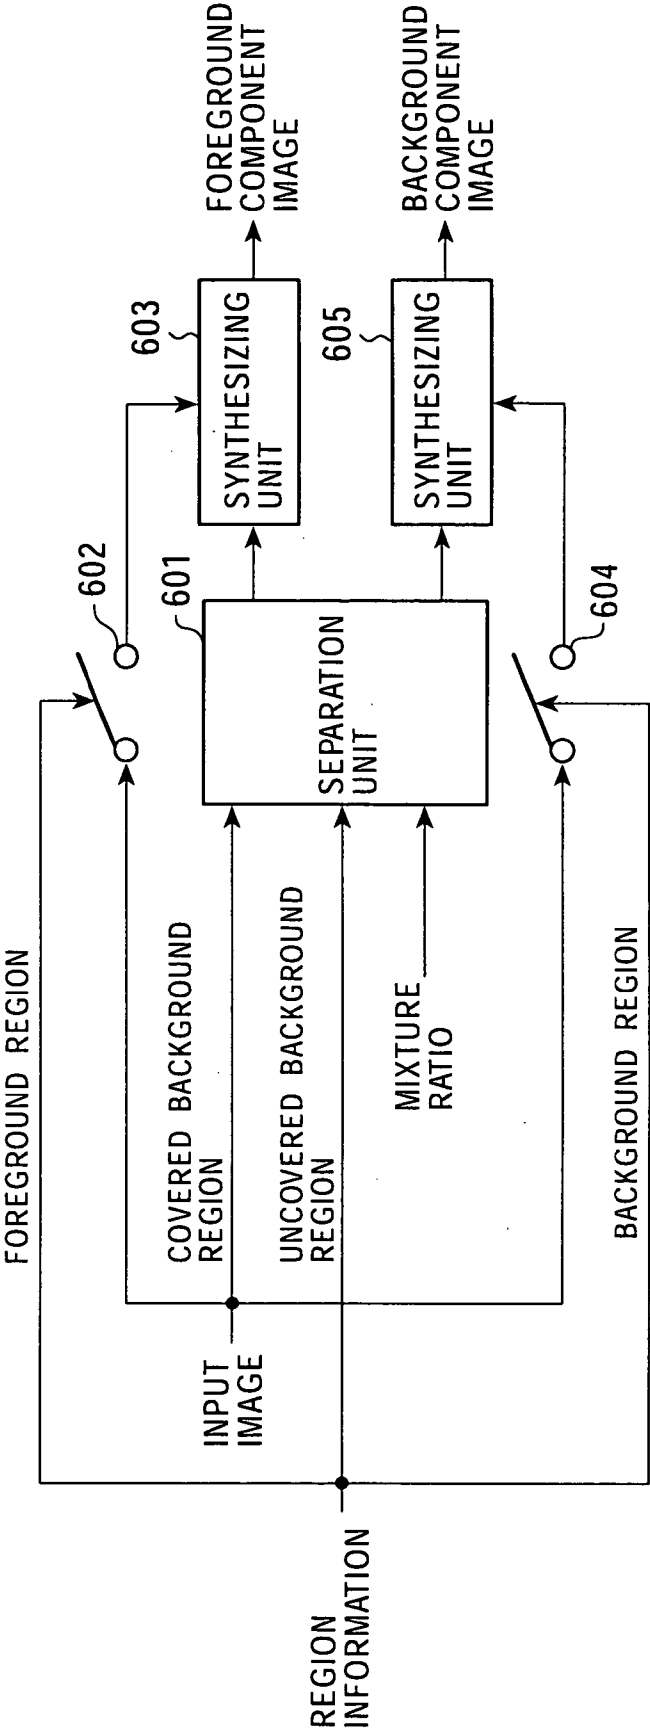 REGION
INFORMATION
INPUT
IMAGE
FOREGROUND REGION
COVERED BACKGROUND
REGION
UNCOVERED BACKGROUND
REGION
MIXTURE
RATIO
BACKGROUND REGION
602
601
SEPARATION
UNIT
604
603
SYNTHESIZING
UNIT
605
SYNTHESIZING
UNIT
FOREGROUND
COMPONENT
IMAGE
BACKGROUND
COMPONENT
IMAGE